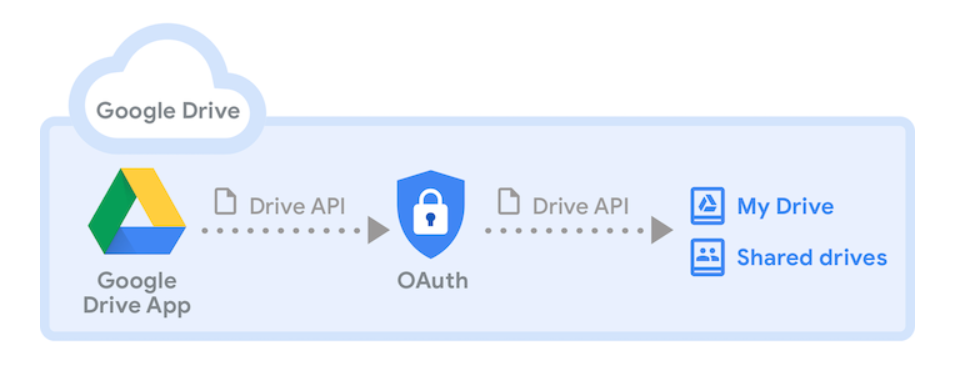 Google Drive
Drive API
Drive API
My Drive
Shared drives
Google
Drive App
OAuth